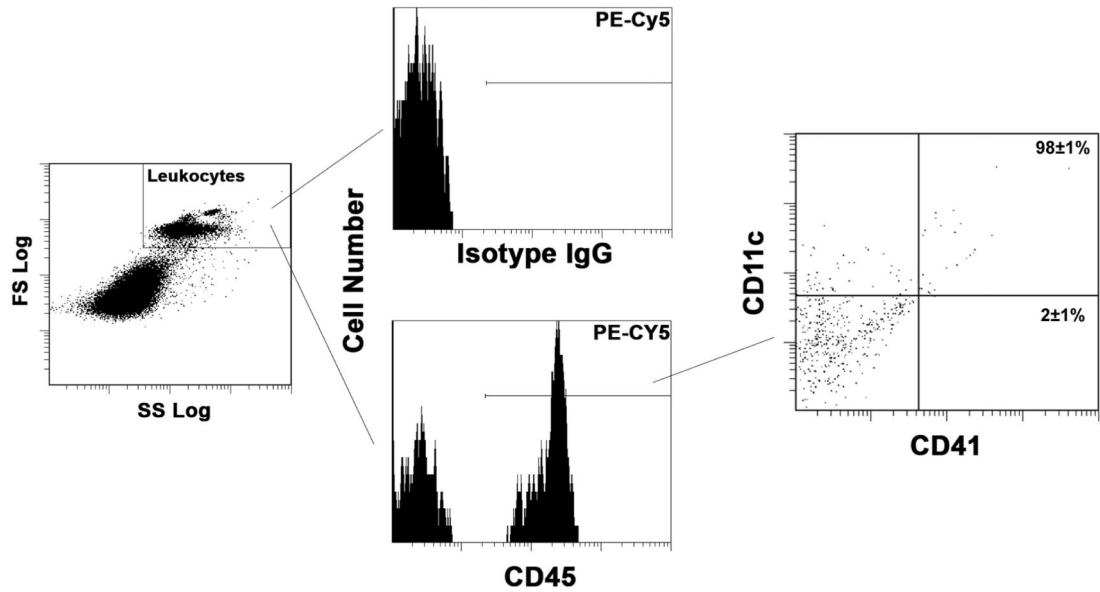 PE-Cy5
Isotype IgG
Leukocytes
FS Log
SS Log
Cell Number
PE-CY5
CD45
98±1%
2±1%
CD11c
CD41